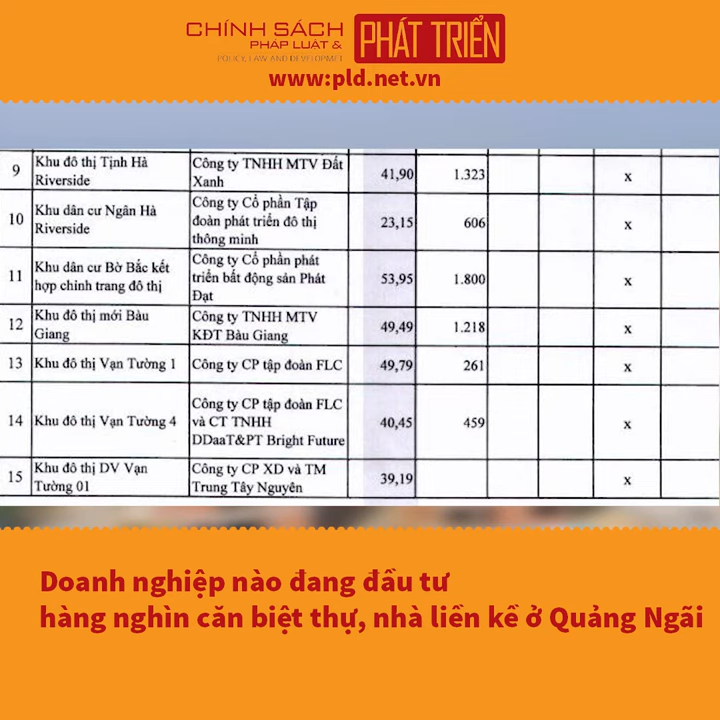 CHÍNH SÁCH
PHÁP LUẬT &
PHÁT TRIỂN
POLICY, LAW AND DEVELOPMET
www:pld.net.vn
9 Khu đô thị Tịnh Hà Riverside Công ty TNHH MTV Đất Xanh 41,90 1.323 x
10 Khu dân cư Ngân Hà Riverside Công ty Cổ phần Tập đoàn phát triển đô thị thông minh 23,15 606 x
11 Khu dân cư Bờ Bắc kết hợp chỉnh trang đô thị Công ty Cổ phần phát triển bất động sản Phát Đạt 53,95 1.800 x
12 Khu đô thị mới Bàu Giang Công ty TNHH MTV KĐT Bàu Giang 49,49 1.218 x
13 Khu đô thị Vạn Tường 1 Công ty CP tập đoàn FLC 49,79 261 x
14 Khu đô thị Vạn Tường 4 Công ty CP tập đoàn FLC và CT TNHH DDaaT&PT Bright Future 40,45 459 x
15 Khu đô thị DV Vạn Tường 01 Công ty CP XD và TM Trung Tây Nguyên 39,19 x
Doanh nghiệp nào đang đầu tư
hàng nghìn căn biệt thự, nhà liền kề ở Quảng Ngãi